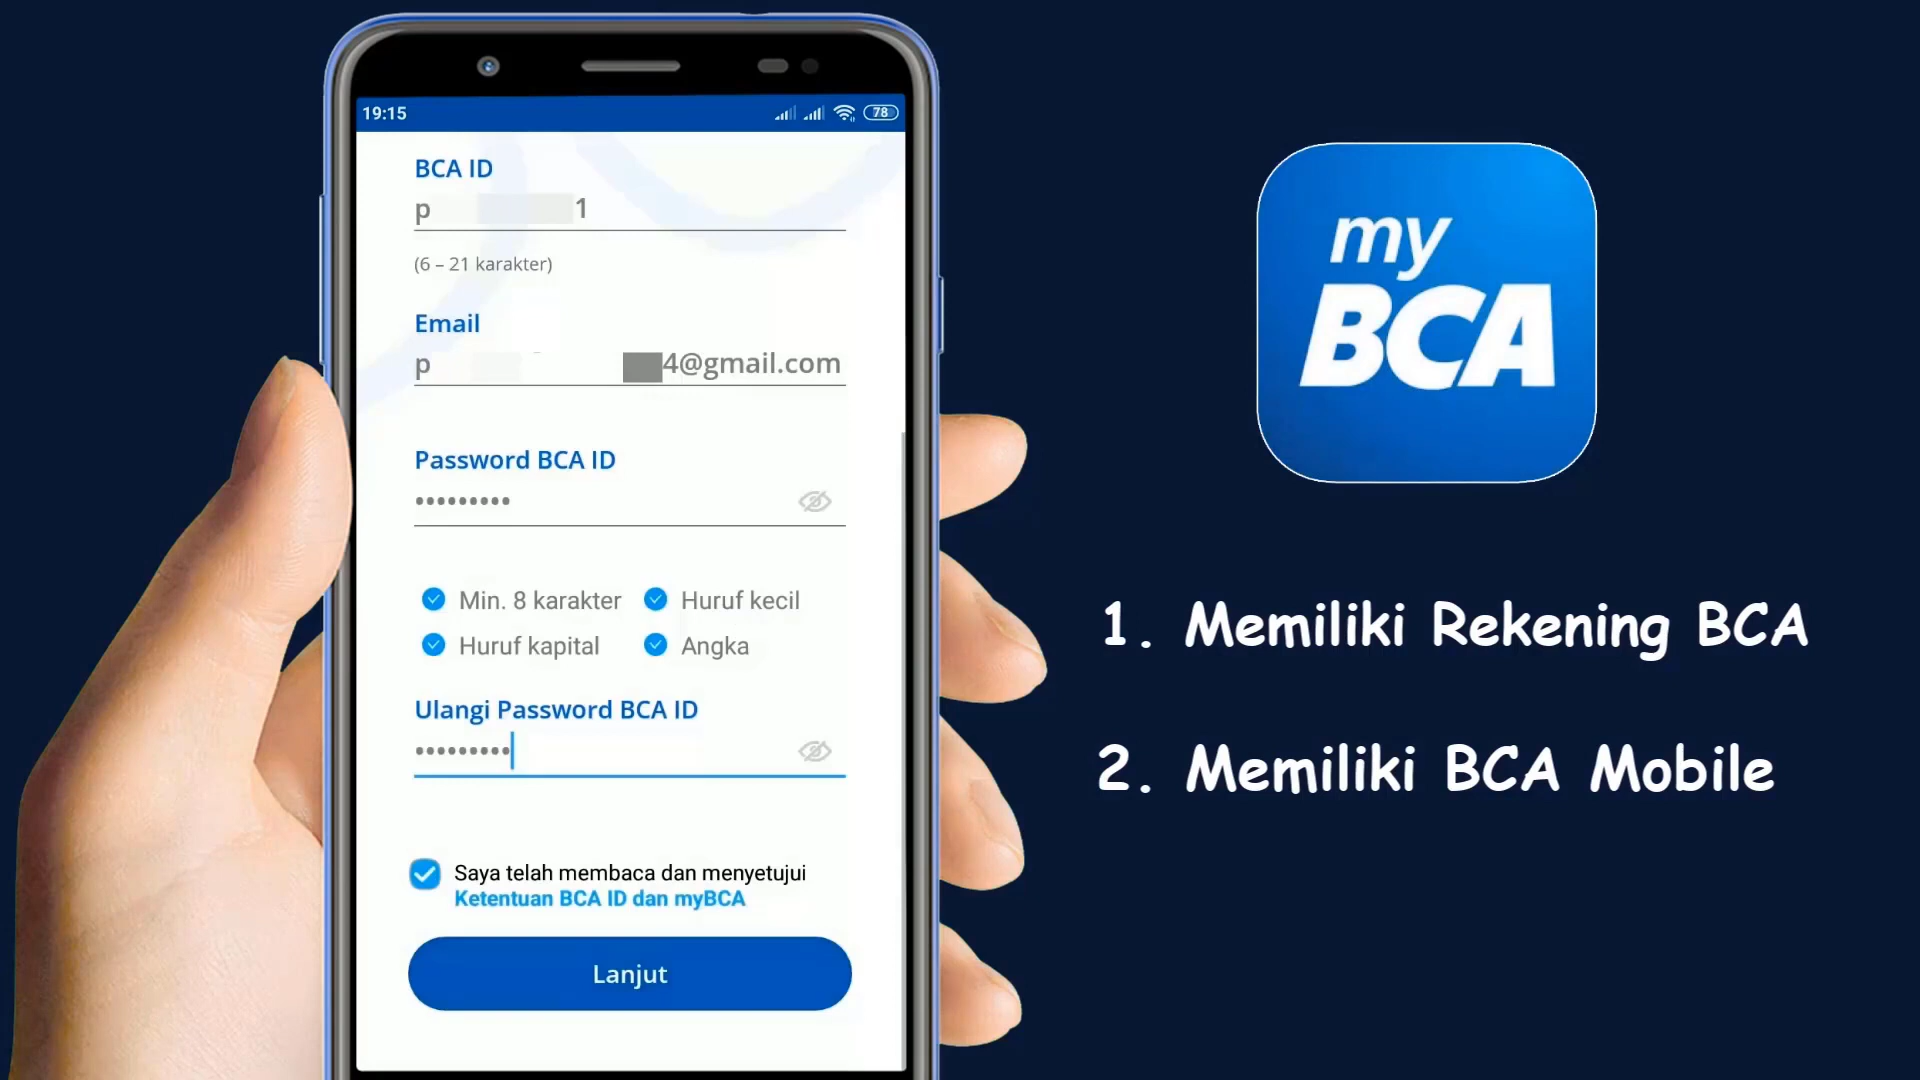 19:15
78
BCA ID
p 1
(6 – 21 karakter)
Email
p 4@gmail.com
Password BCA ID
•••••••••
Min. 8 karakter
Huruf kecil
Huruf kapital
Angka
Ulangi Password BCA ID
•••••••••
Saya telah membaca dan menyetujui
Ketentuan BCA ID dan myBCA
Lanjut
my
BCA
1. Memiliki Rekening BCA
2. Memiliki BCA Mobile